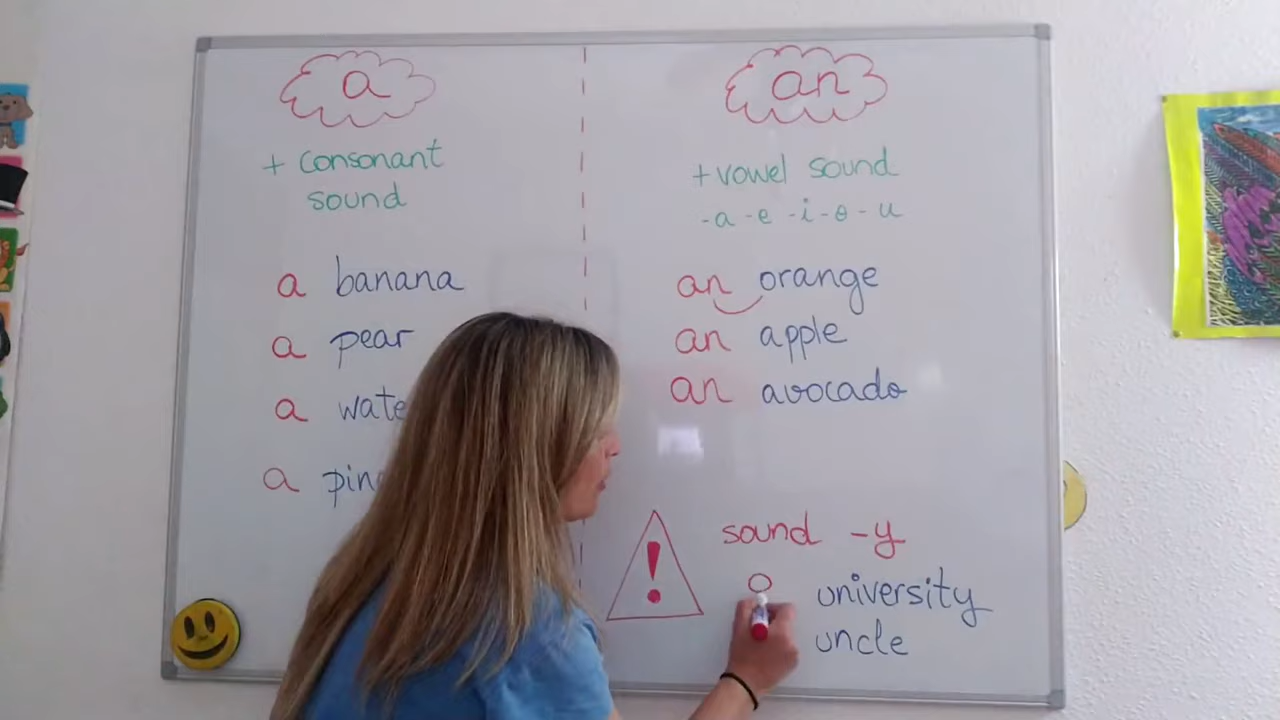 a
+ consonant
sound
a banana
a pear
a
a
an
+ vowel sound
- a - e - i - o - u
an orange
an apple
an avocado
!
sound - y
university
uncle